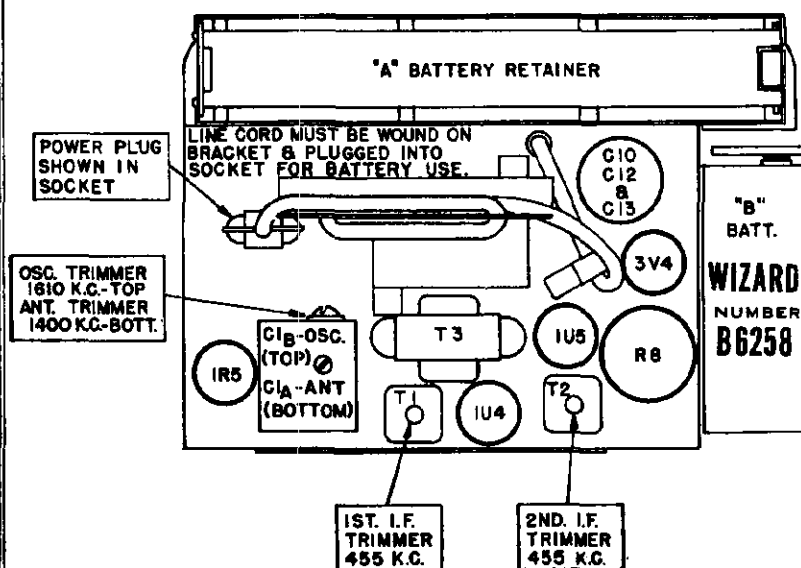 "A" BATTERY RETAINER
LINE CORD MUST BE WOUND ON
BRACKET & PLUGGED INTO
SOCKET FOR BATTERY USE.
POWER PLUG
SHOWN IN
SOCKET
C10
C12
&
C13
"B"
BATT.
WIZARD
NUMBER
B6258
3V4
OSC. TRIMMER
1610 K.C.-TOP
ANT. TRIMMER
1400 K.C.-BOTT.
C1B-OSC.
(TOP)
C1A-ANT
(BOTTOM)
1R5
T3
1U5
R8
T1
1U4
T2
1ST. I.F.
TRIMMER
455 K.C.
2ND. I.F.
TRIMMER
455 K.C.